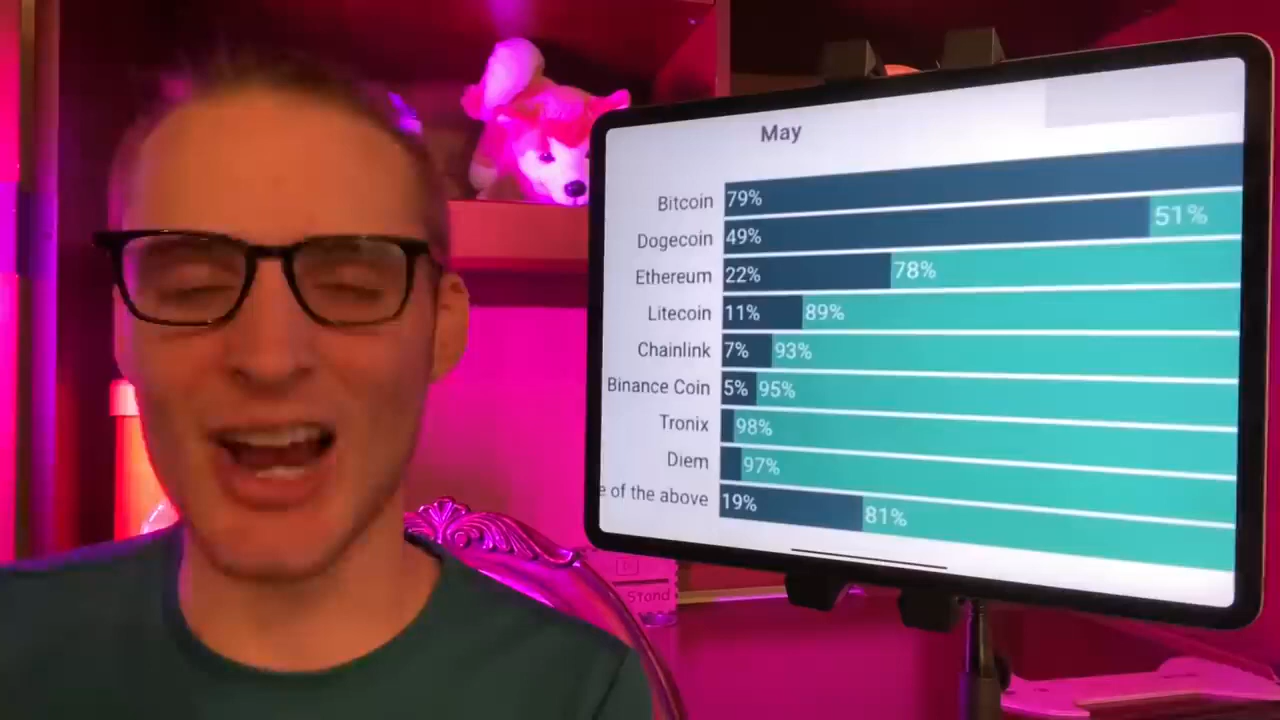 May
Bitcoin 79%
Dogecoin 49% 51%
Ethereum 22% 78%
Litecoin 11% 89%
Chainlink 7% 93%
Binance Coin 5% 95%
Tronix 98%
Diem 97%
e of the above 19% 81%
Stand